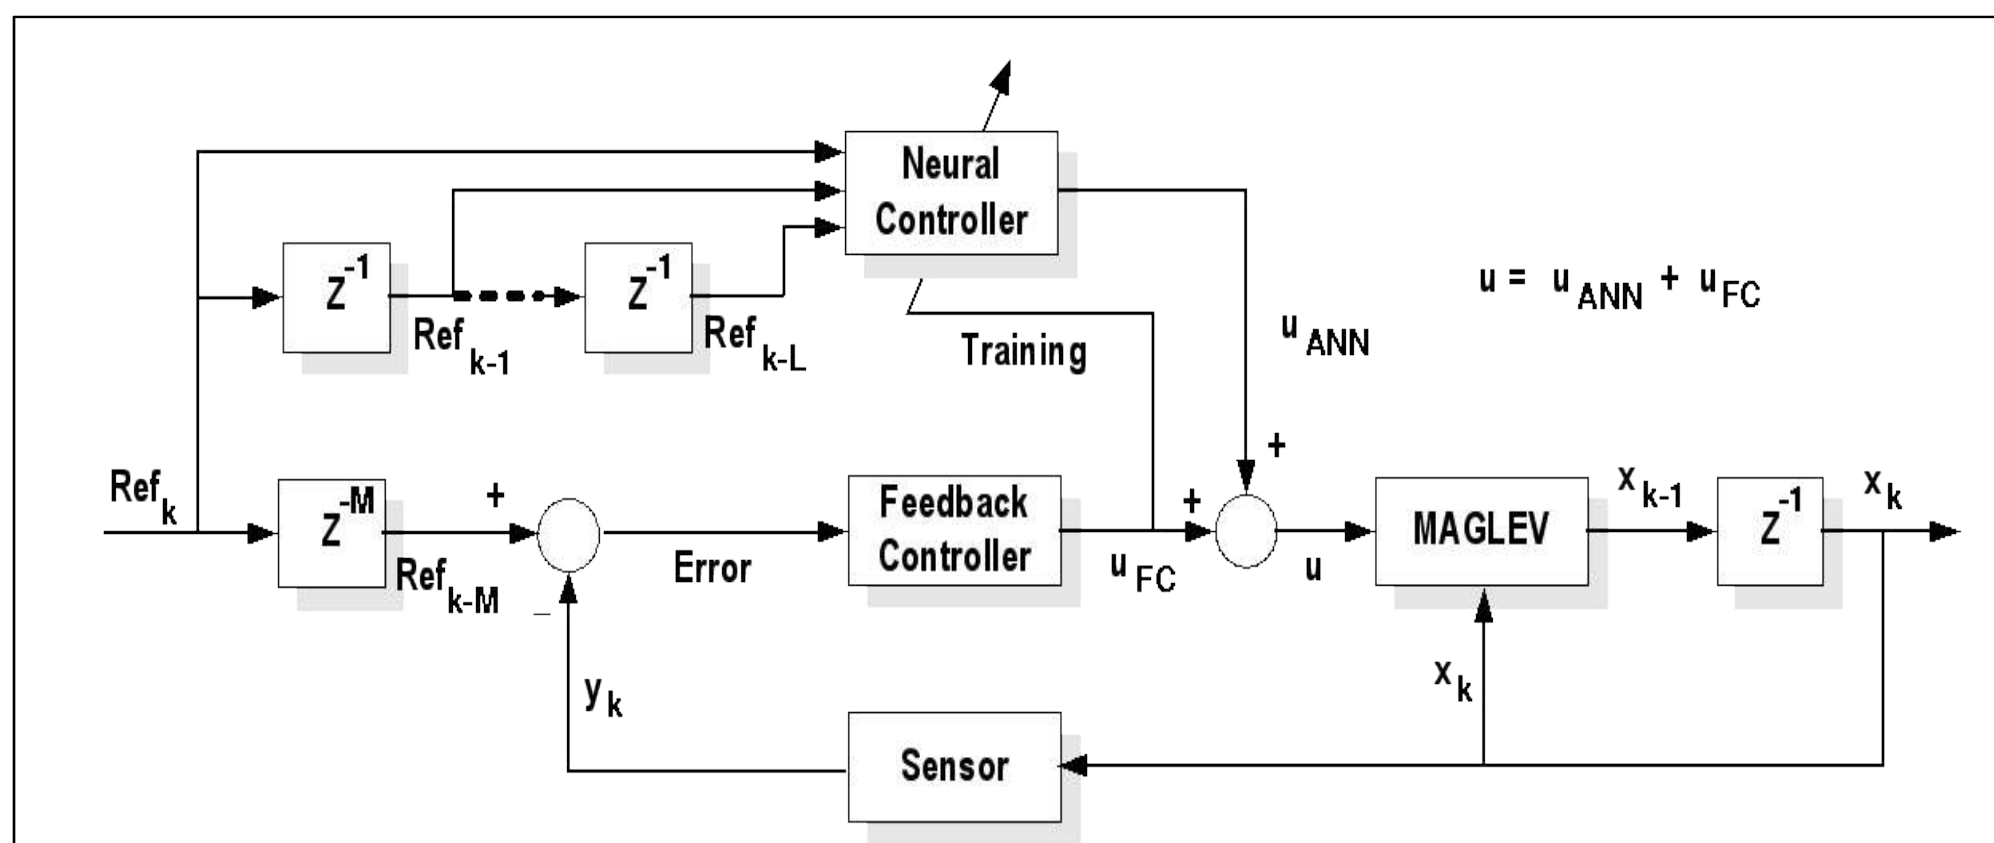 Neural
Controller
Z-1
Z-1
Ref k-1
Ref k-L
Training
u ANN
u = u ANN + u FC
Ref k
Z-M
+
Ref k-M
–
Error
Feedback
Controller
u FC
+
+
u
MAGLEV
x k-1
Z-1
x k
y k
Sensor
x k